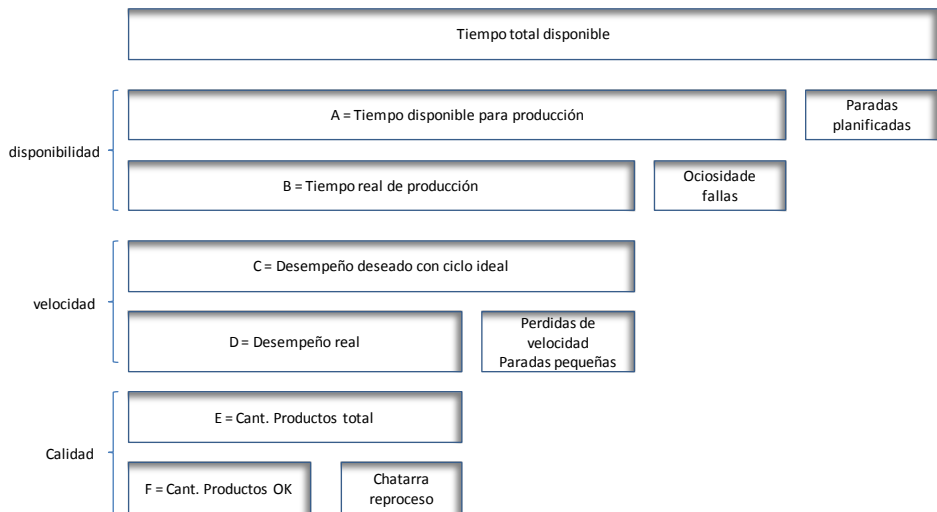 Tiempo total disponible
A = Tiempo disponible para producción
Paradas
planificadas
disponibilidad
B = Tiempo real de producción
Ociosidade
fallas
C = Desempeño deseado con ciclo ideal
velocidad
D = Desempeño real
Perdidas de
velocidad
Paradas pequeñas
E = Cant. Productos total
Calidad
F = Cant. Productos OK
Chatarra
reproceso